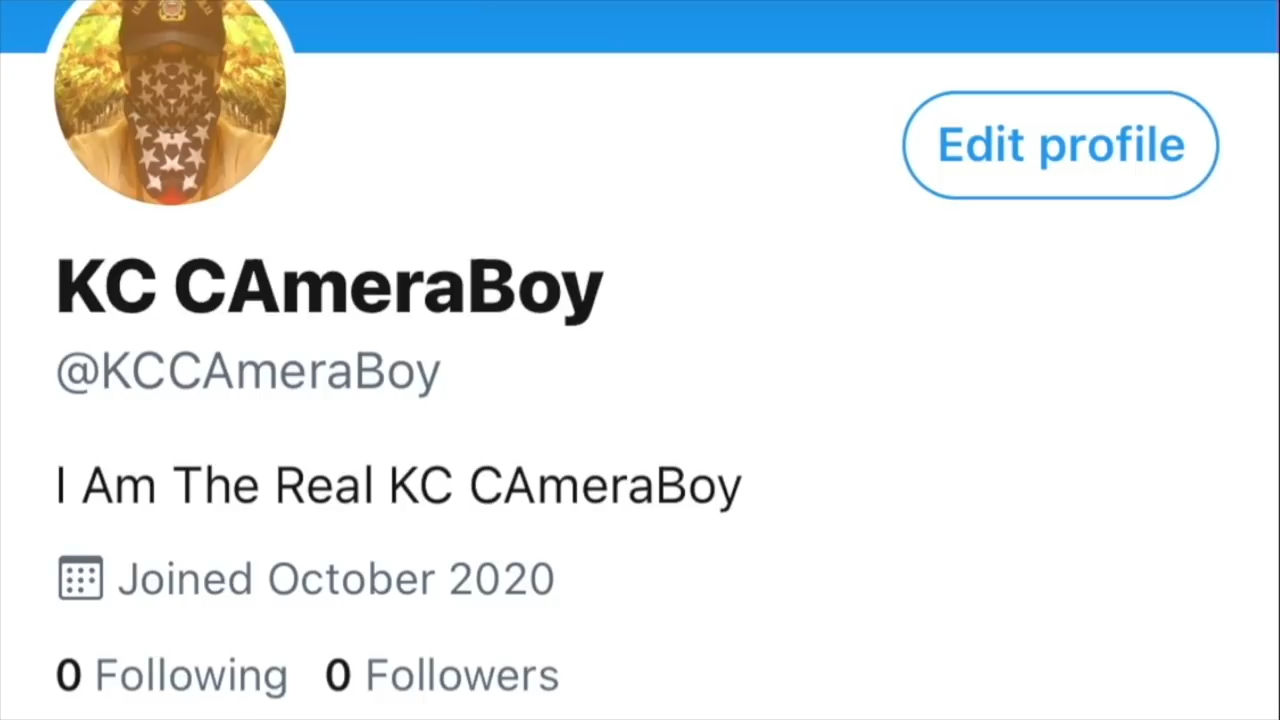 Edit profile
KC CAmeraBoy
@KCCAmeraBoy
I Am The Real KC CAmeraBoy
Joined October 2020
0 Following 0 Followers